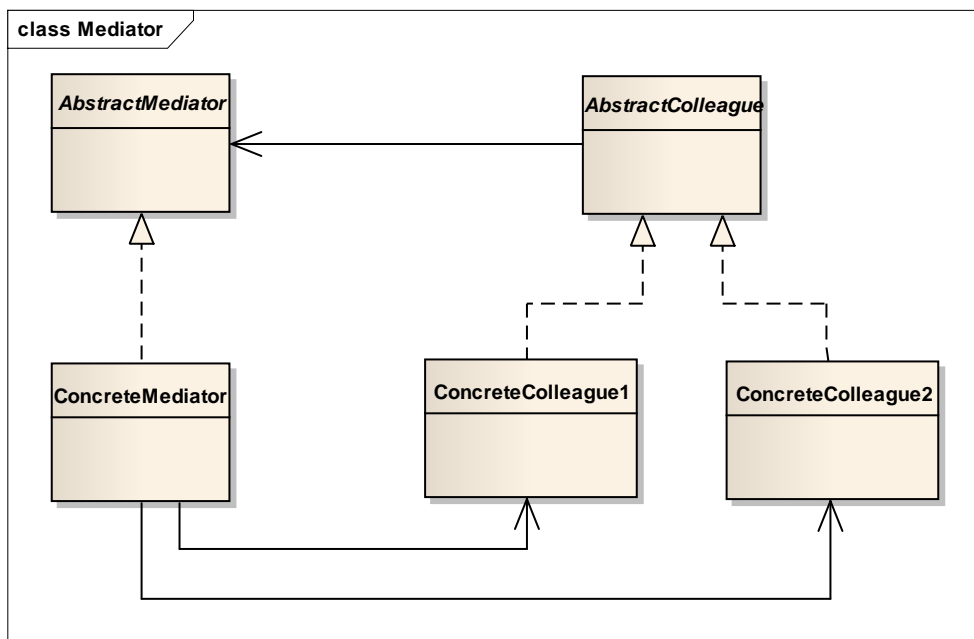 class Mediator
AbstractMediator
AbstractColleague
ConcreteMediator
ConcreteColleague1
ConcreteColleague2